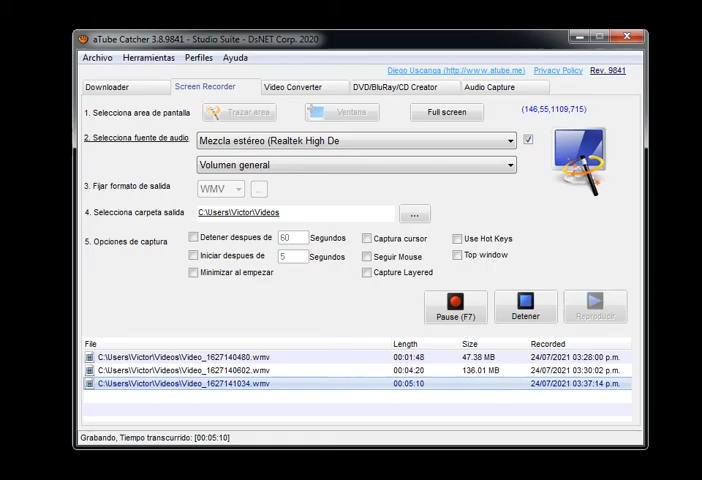 aTube Catcher 3.8.9841 - Studio Suite - DsNET Corp. 2020
Archivo Herramientas Perfiles Ayuda
Diego Uscanga (http://www.atube.me) Privacy Policy Rev. 9841
Downloader Screen Recorder Video Converter DVD/BluRay/CD Creator Audio Capture
1. Selecciona area de pantalla Trazar area Ventana Full screen (146,55,1109,715)
2. Selecciona fuente de audio Mezcla estéreo (Realtek High De
Volumen general
3. Fijar formato de salida WMV ...
4. Selecciona carpeta salida C:\Users\Victor\Videos ...
5. Opciones de captura Detener despues de 60 Segundos Captura cursor Use Hot Keys
Iniciar despues de 5 Segundos Seguir Mouse Top window
Minimizar al empezar Capture Layered
Pause (F7) Detener Reproducir
File Length Size Recorded
C:\Users\Victor\Videos\Video_1627140480.wmv 00:01:48 47.38 MB 24/07/2021 03:28:00 p.m.
C:\Users\Victor\Videos\Video_1627140602.wmv 00:04:20 136.01 MB 24/07/2021 03:30:02 p.m.
C:\Users\Victor\Videos\Video_1627141034.wmv 00:05:10 24/07/2021 03:37:14 p.m.
Grabando, Tiempo transcurrido: [00:05:10]